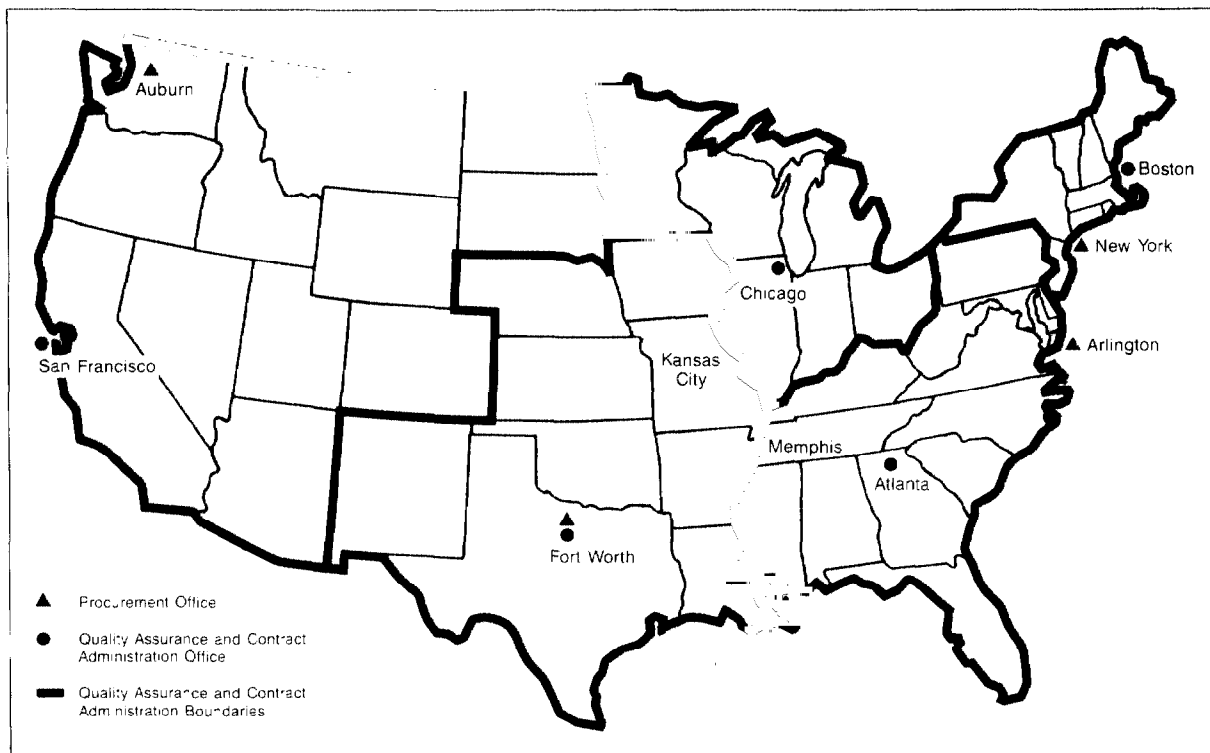 Auburn
Boston
New York
Chicago
Arlington
San Francisco
Kansas
City
Memphis
Atlanta
Fort Worth
Procurement Office
Quality Assurance and Contract
Administration Office
Quality Assurance and Contract
Administration Boundaries